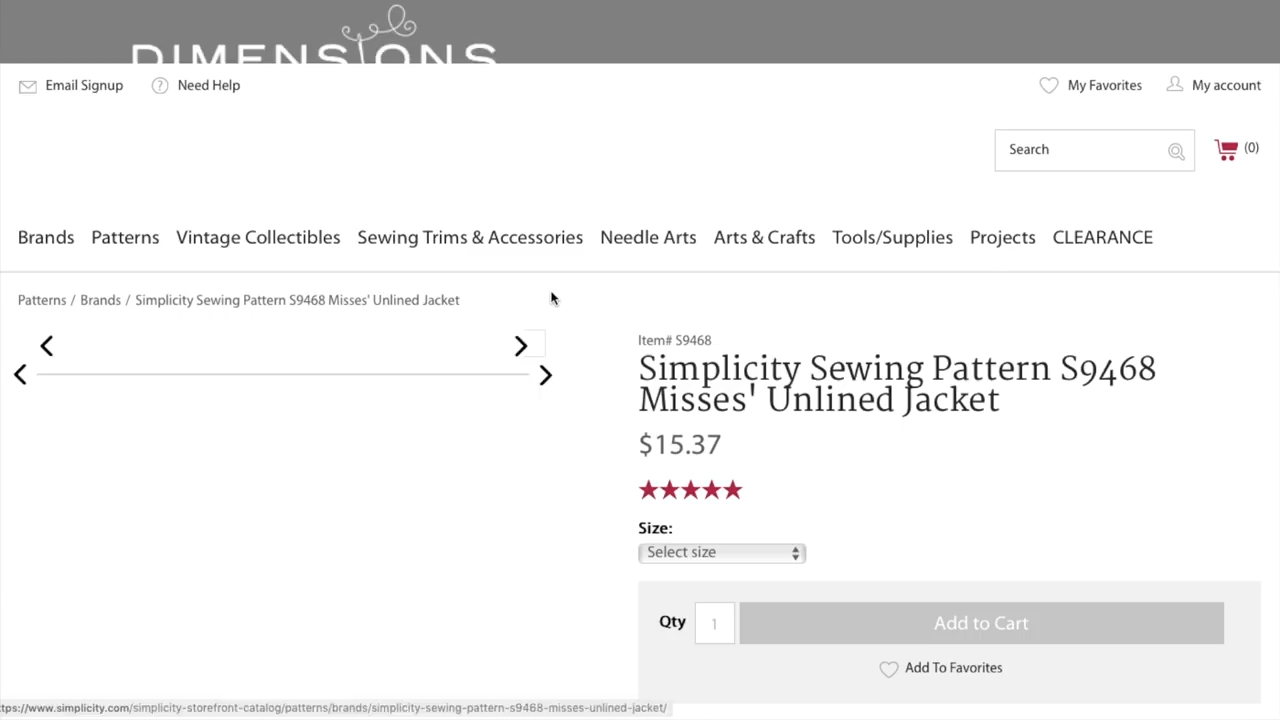 DIMENSIONS
Email Signup
Need Help
My Favorites
My account
Search
(0)
Brands Patterns Vintage Collectibles Sewing Trims & Accessories Needle Arts Arts & Crafts Tools/Supplies Projects CLEARANCE
Patterns / Brands / Simplicity Sewing Pattern S9468 Misses' Unlined Jacket
Item# S9468
Simplicity Sewing Pattern S9468
Misses' Unlined Jacket
$15.37
Size:
Select size
Qty 1 Add to Cart
Add To Favorites
ttps://www.simplicity.com/simplicity-storefront-catalog/patterns/brands/simplicity-sewing-pattern-s9468-misses-unlined-jacket/